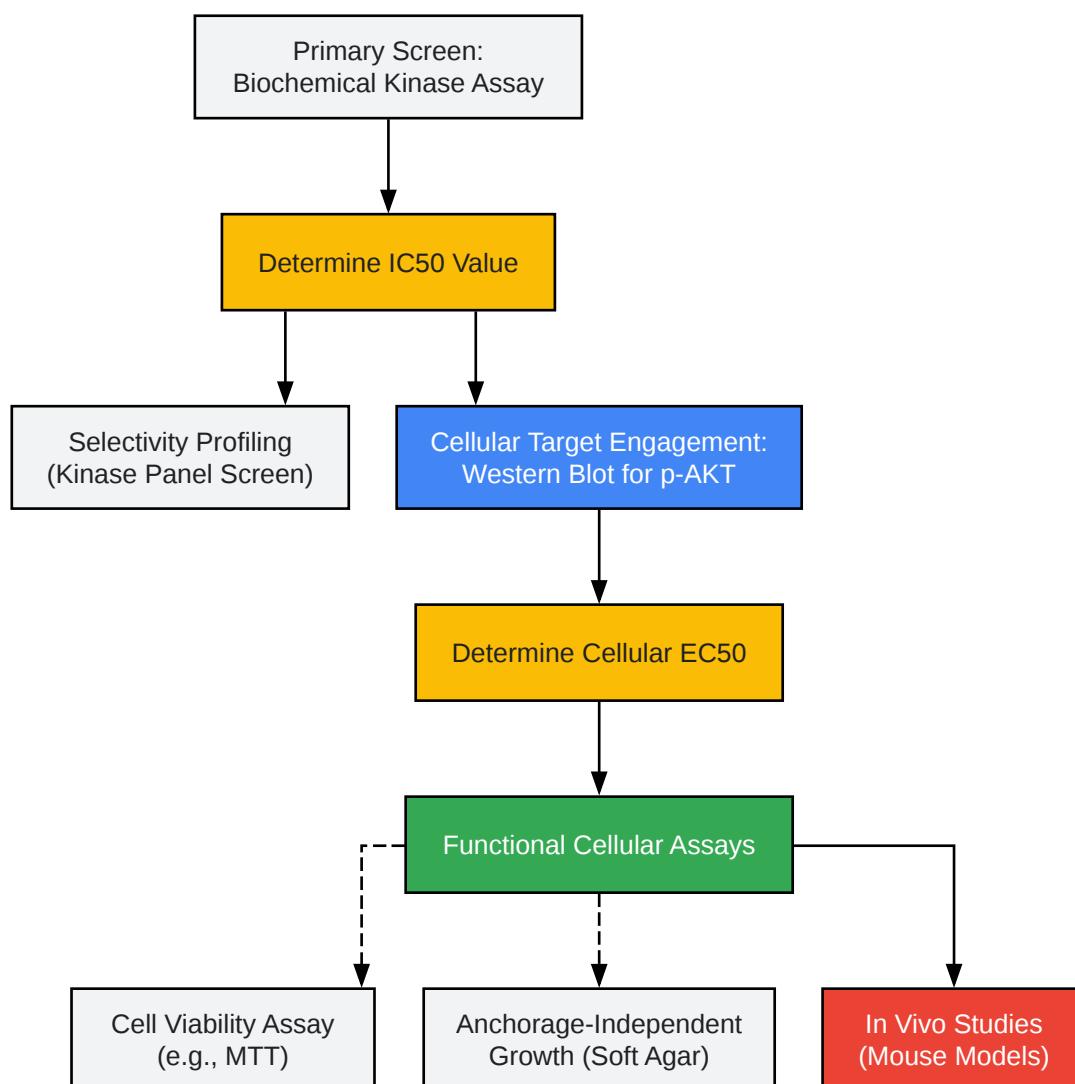 Primary Screen:
Biochemical Kinase Assay
Determine IC50 Value
Selectivity Profiling
(Kinase Panel Screen)
Cellular Target Engagement:
Western Blot for p-AKT
Determine Cellular EC50
Functional Cellular Assays
Cell Viability Assay
(e.g., MTT)
Anchorage-Independent
Growth (Soft Agar)
In Vivo Studies
(Mouse Models)